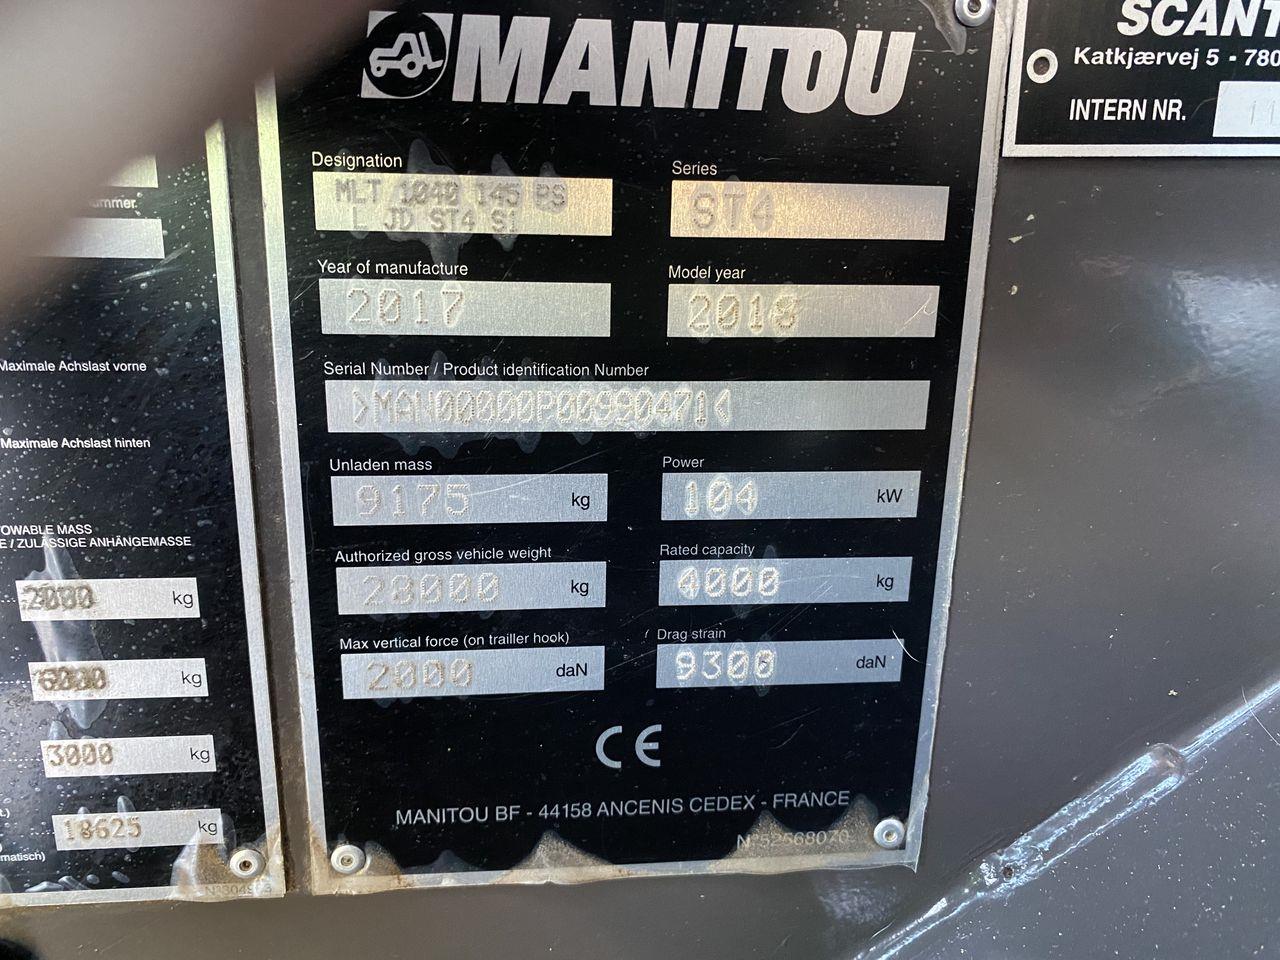 MANITOU
Designation
MLT 1040 145 PS
L JD ST4 S1
Series
ST4
Year of manufacture
2017
Model year
2018
Serial Number / Product identification Number
>MAN00000P00990471<
Unladen mass
9175 kg
Power
104 kW
Authorized gross vehicle weight
28000 kg
Rated capacity
4000 kg
Max vertical force (on trailler hook)
2000 daN
Drag strain
9300 daN
CE
MANITOU BF - 44158 ANCENIS CEDEX - FRANCE
N°52568070
SCANT
Katkjærvej 5 - 780
INTERN NR.
11
ummer
Maximale Achslast vorne
Maximale Achslast hinten
OWABLE MASS
E / ZULÄSSIGE ANHÄNGEMASSE
2000 kg
kg
3000 kg
t.)
18625 kg
matisch)